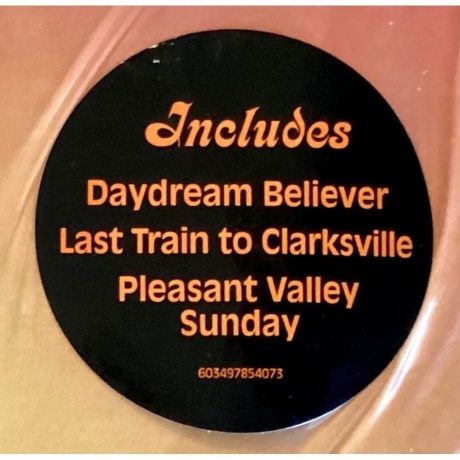 Includes
Daydream Believer
Last Train to Clarksville
Pleasant Valley
Sunday
603497854073